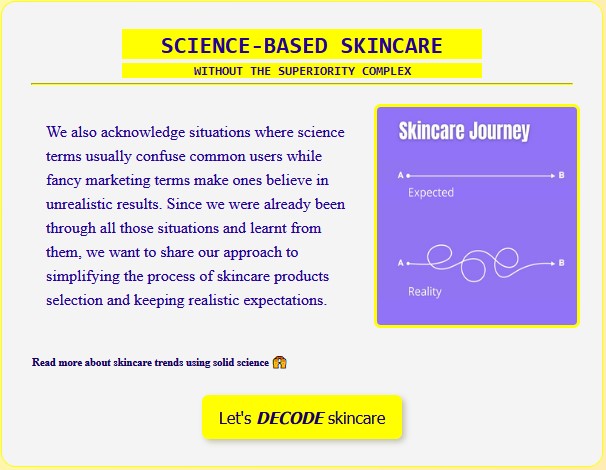 SCIENCE-BASED SKINCARE
WITHOUT THE SUPERIORITY COMPLEX
We also acknowledge situations where science
terms usually confuse common users while
fancy marketing terms make ones believe in
unrealistic results. Since we were already been
through all those situations and learnt from
them, we want to share our approach to
simplifying the process of skincare products
selection and keeping realistic expectations.
Skincare Journey
A B
Expected
A B
Reality
Read more about skincare trends using solid science
Let's DECODE skincare